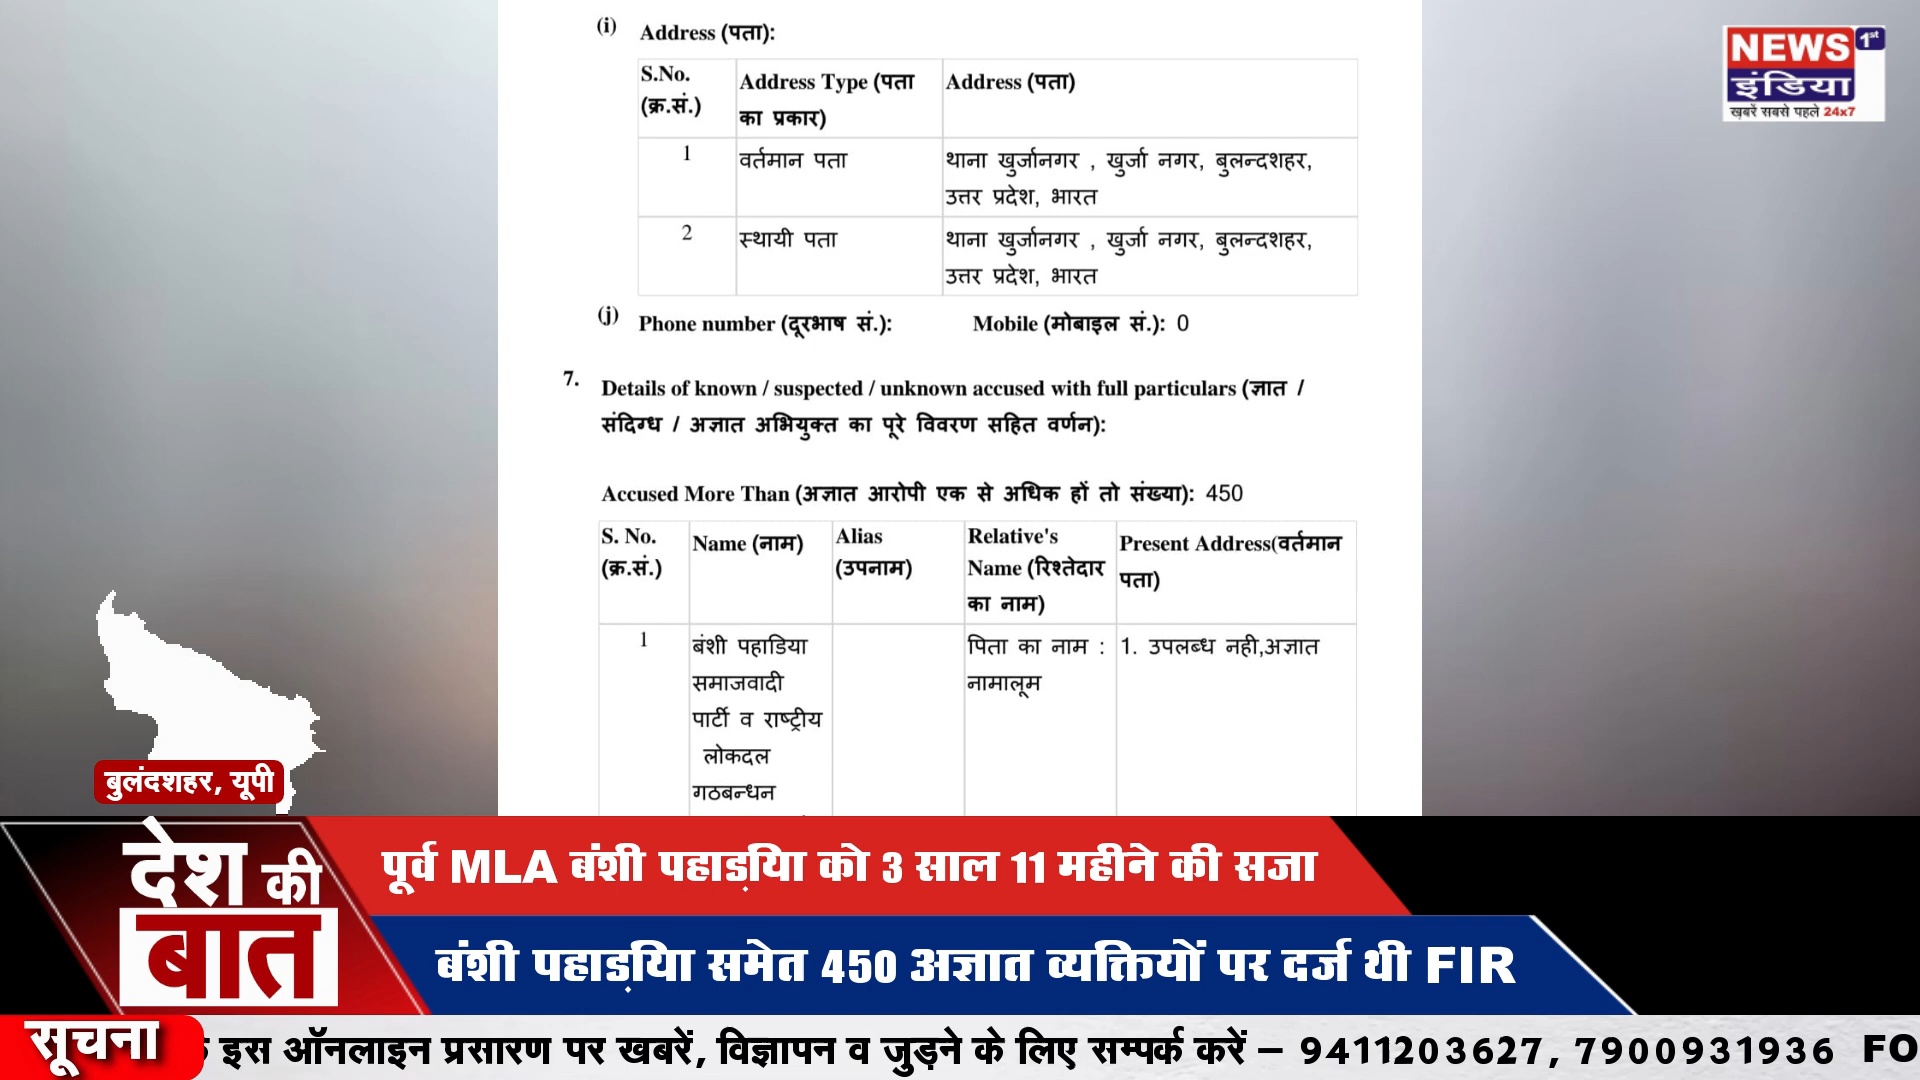 (i) Address (पता):
S.No. (क्र.सं.) Address Type (पता का प्रकार) Address (पता)
1 वर्तमान पता थाना खुर्जानगर , खुर्जा नगर, बुलन्दशहर,
उत्तर प्रदेश, भारत
2 स्थायी पता थाना खुर्जानगर , खुर्जा नगर, बुलन्दशहर,
उत्तर प्रदेश, भारत
(j) Phone number (दूरभाष सं.): Mobile (मोबाइल सं.): 0
7. Details of known / suspected / unknown accused with full particulars (ज्ञात /
संदिग्ध / अज्ञात अभियुक्त का पूरे विवरण सहित वर्णन):
Accused More Than (अज्ञात आरोपी एक से अधिक हों तो संख्या): 450
S. No. (क्र.सं.) Name (नाम) Alias (उपनाम) Relative's Name (रिश्तेदार का नाम) Present Address(वर्तमान पता)
1 बंशी पहाडिया पिता का नाम : 1. उपलब्ध नही,अज्ञात
समाजवादी नामालूम
पार्टी व राष्ट्रीय
लोकदल
गठबन्धन
NEWS 1st
इंडिया
ख़बरें सबसे पहले 24x7
बुलंदशहर, यूपी
देश की
बात
पूर्व MLA बंशी पहाड़िया को 3 साल 11 महीने की सजा
बंशी पहाड़िया समेत 450 अज्ञात व्यक्तियों पर दर्ज थी FIR
सूचना
इस ऑनलाइन प्रसारण पर खबरें, विज्ञापन व जुड़ने के लिए सम्पर्क करें – 9411203627, 7900931936 FO